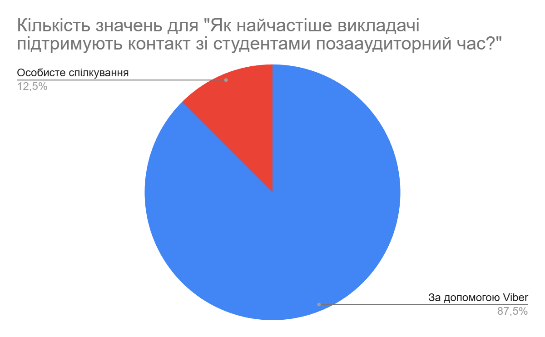 Кількість значень для "Як найчастіше викладачі
підтримують контакт зі студентами позааудиторний час?"
Особисте спілкування
12,5%
За допомогою Viber
87,5%